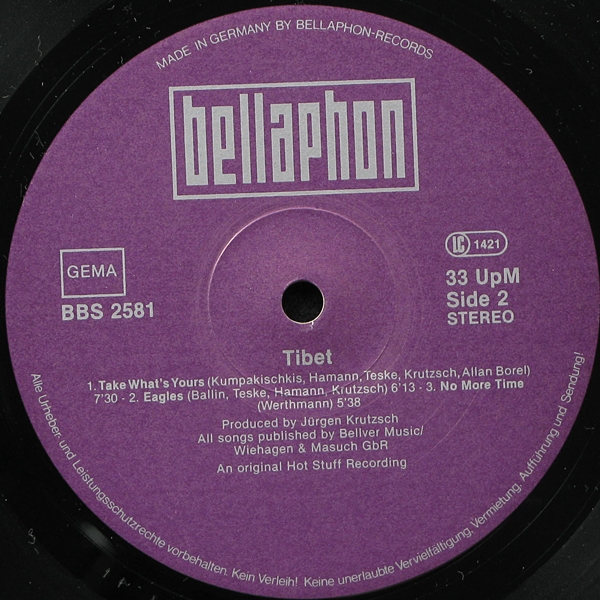 MADE IN GERMANY BY BELLAPHON-RECORDS
bellaphon
GEMA
BBS 2581
LC 1421
33 UpM
Side 2
STEREO
Tibet
1. Take What's Yours (Kumpakischkis, Hamann, Teske, Krutzsch, Allan Borel)
7'30 - 2. Eagles (Ballin, Teske, Hamann, Krutzsch) 6'13 - 3. No More Time
(Werthmann) 5'38
Produced by Jürgen Krutzsch
All songs published by Bellver Music/
Wiehagen & Masuch GbR
An original Hot Stuff Recording
Alle Urheber- und Leistungsschutzrechte vorbehalten. Kein Verleih! Keine unerlaubte Vervielfältigung, Vermietung, Aufführung und Sendung!